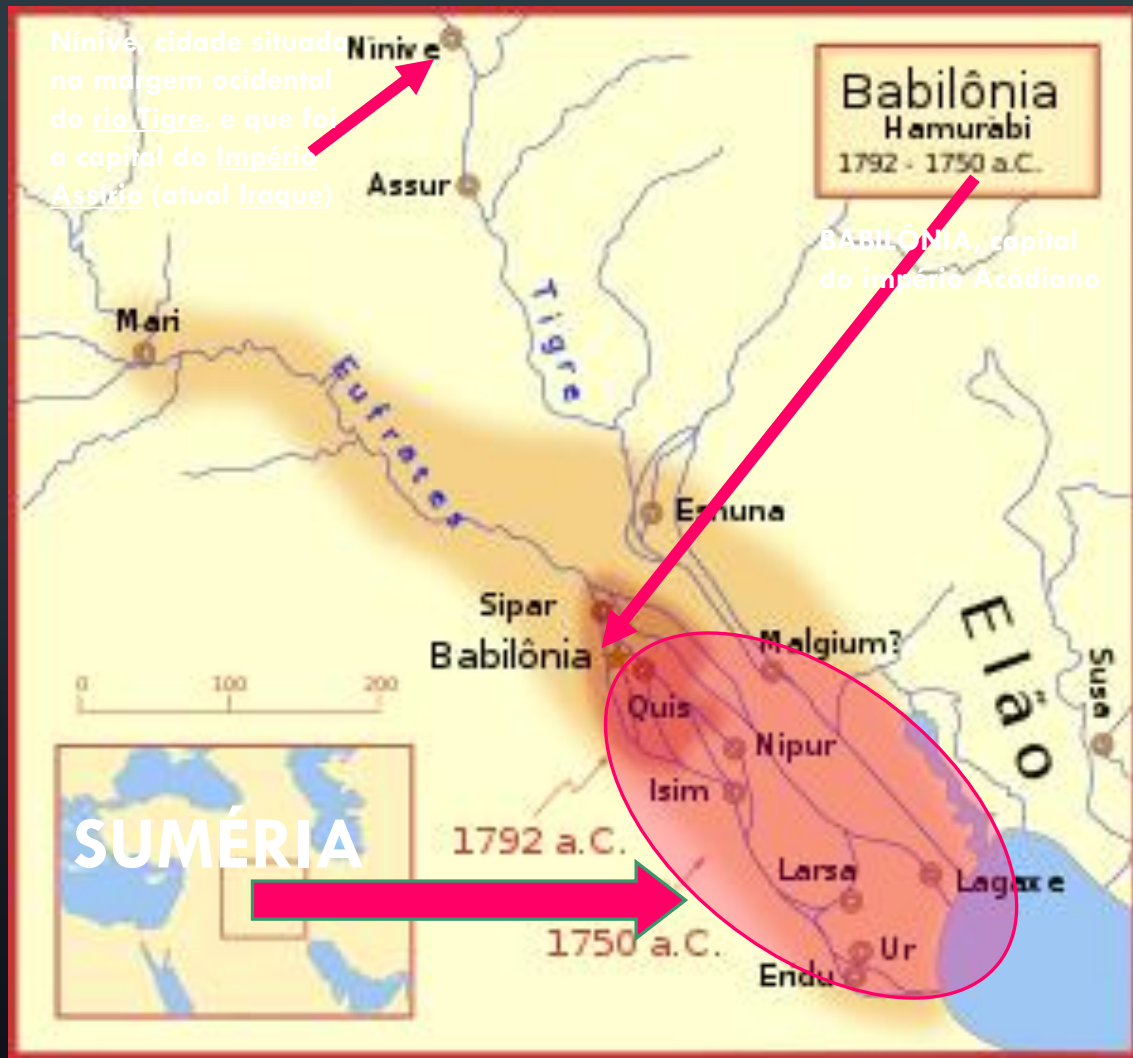 Nínive, cidade situada
na margem ocidental
do rio Tigre, e que foi
a capital do Império
Assírio (atual Iraque)
Nínive
Babilônia
Hamurabi
1792 - 1750 a.C.
Assur
BABILÔNIA, capital
do império Acadiano
Tigre
Mari
Eufrates
Esnuna
Sipar
Elão
Malgium?
Babilônia
Susa
0 100 200
Quis
Nipur
Isim
SUMÉRIA
1792 a.C.
Larsa
Lagaxe
1750 a.C.
Ur